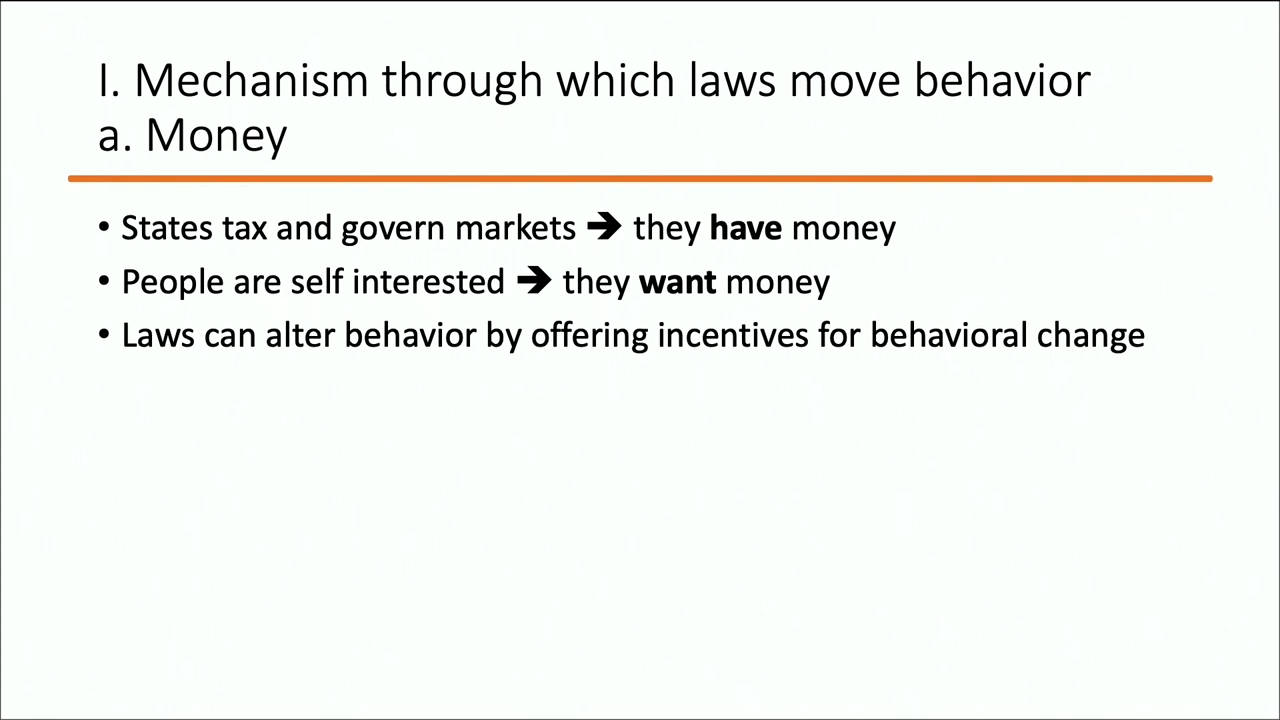 I. Mechanism through which laws move behavior
a. Money
• States tax and govern markets ➔ they have money
• People are self interested ➔ they want money
• Laws can alter behavior by offering incentives for behavioral change